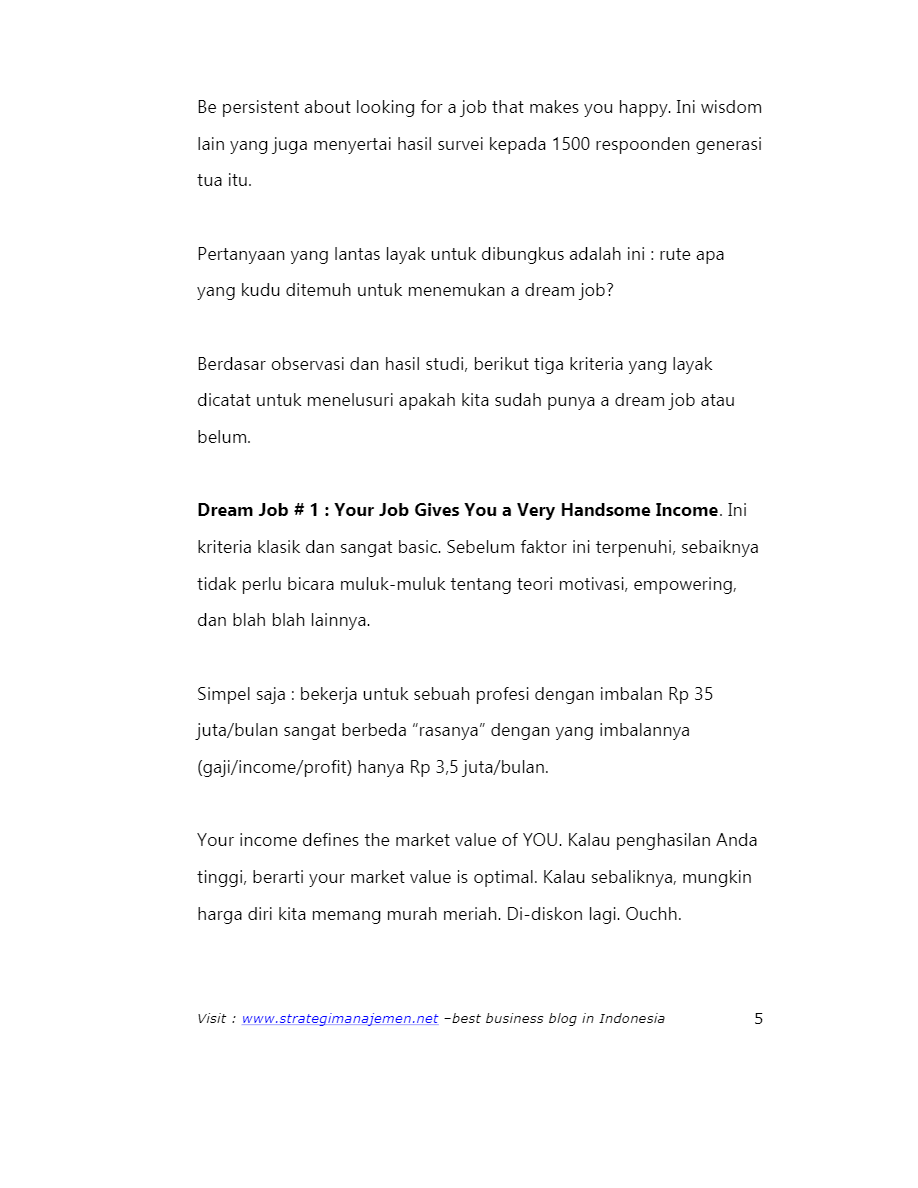 Be persistent about looking for a job that makes you happy. Ini wisdom
lain yang juga menyertai hasil survei kepada 1500 respoonden generasi
tua itu.
Pertanyaan yang lantas layak untuk dibungkus adalah ini : rute apa
yang kudu ditemuh untuk menemukan a dream job?
Berdasar observasi dan hasil studi, berikut tiga kriteria yang layak
dicatat untuk menelusuri apakah kita sudah punya a dream job atau
belum.
Dream Job # 1 : Your Job Gives You a Very Handsome Income. Ini
kriteria klasik dan sangat basic. Sebelum faktor ini terpenuhi, sebaiknya
tidak perlu bicara muluk-muluk tentang teori motivasi, empowering,
dan blah blah lainnya.
Simpel saja : bekerja untuk sebuah profesi dengan imbalan Rp 35
juta/bulan sangat berbeda “rasanya” dengan yang imbalannya
(gaji/income/profit) hanya Rp 3,5 juta/bulan.
Your income defines the market value of YOU. Kalau penghasilan Anda
tinggi, berarti your market value is optimal. Kalau sebaliknya, mungkin
harga diri kita memang murah meriah. Di-diskon lagi. Ouchh.
Visit : www.strategimanajemen.net –best business blog in Indonesia 5